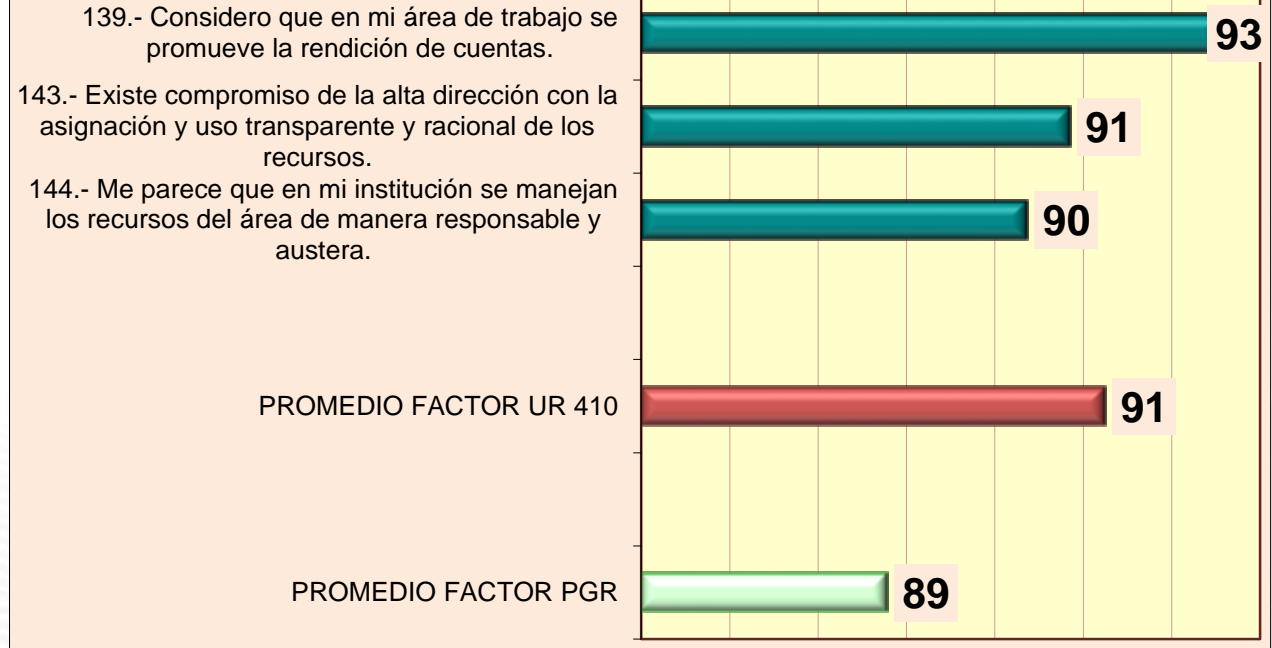 139.- Considero que en mi área de trabajo se
promueve la rendición de cuentas.
93
143.- Existe compromiso de la alta dirección con la
asignación y uso transparente y racional de los
recursos.
91
144.- Me parece que en mi institución se manejan
los recursos del área de manera responsable y
austera.
90
PROMEDIO FACTOR UR 410
91
PROMEDIO FACTOR PGR
89